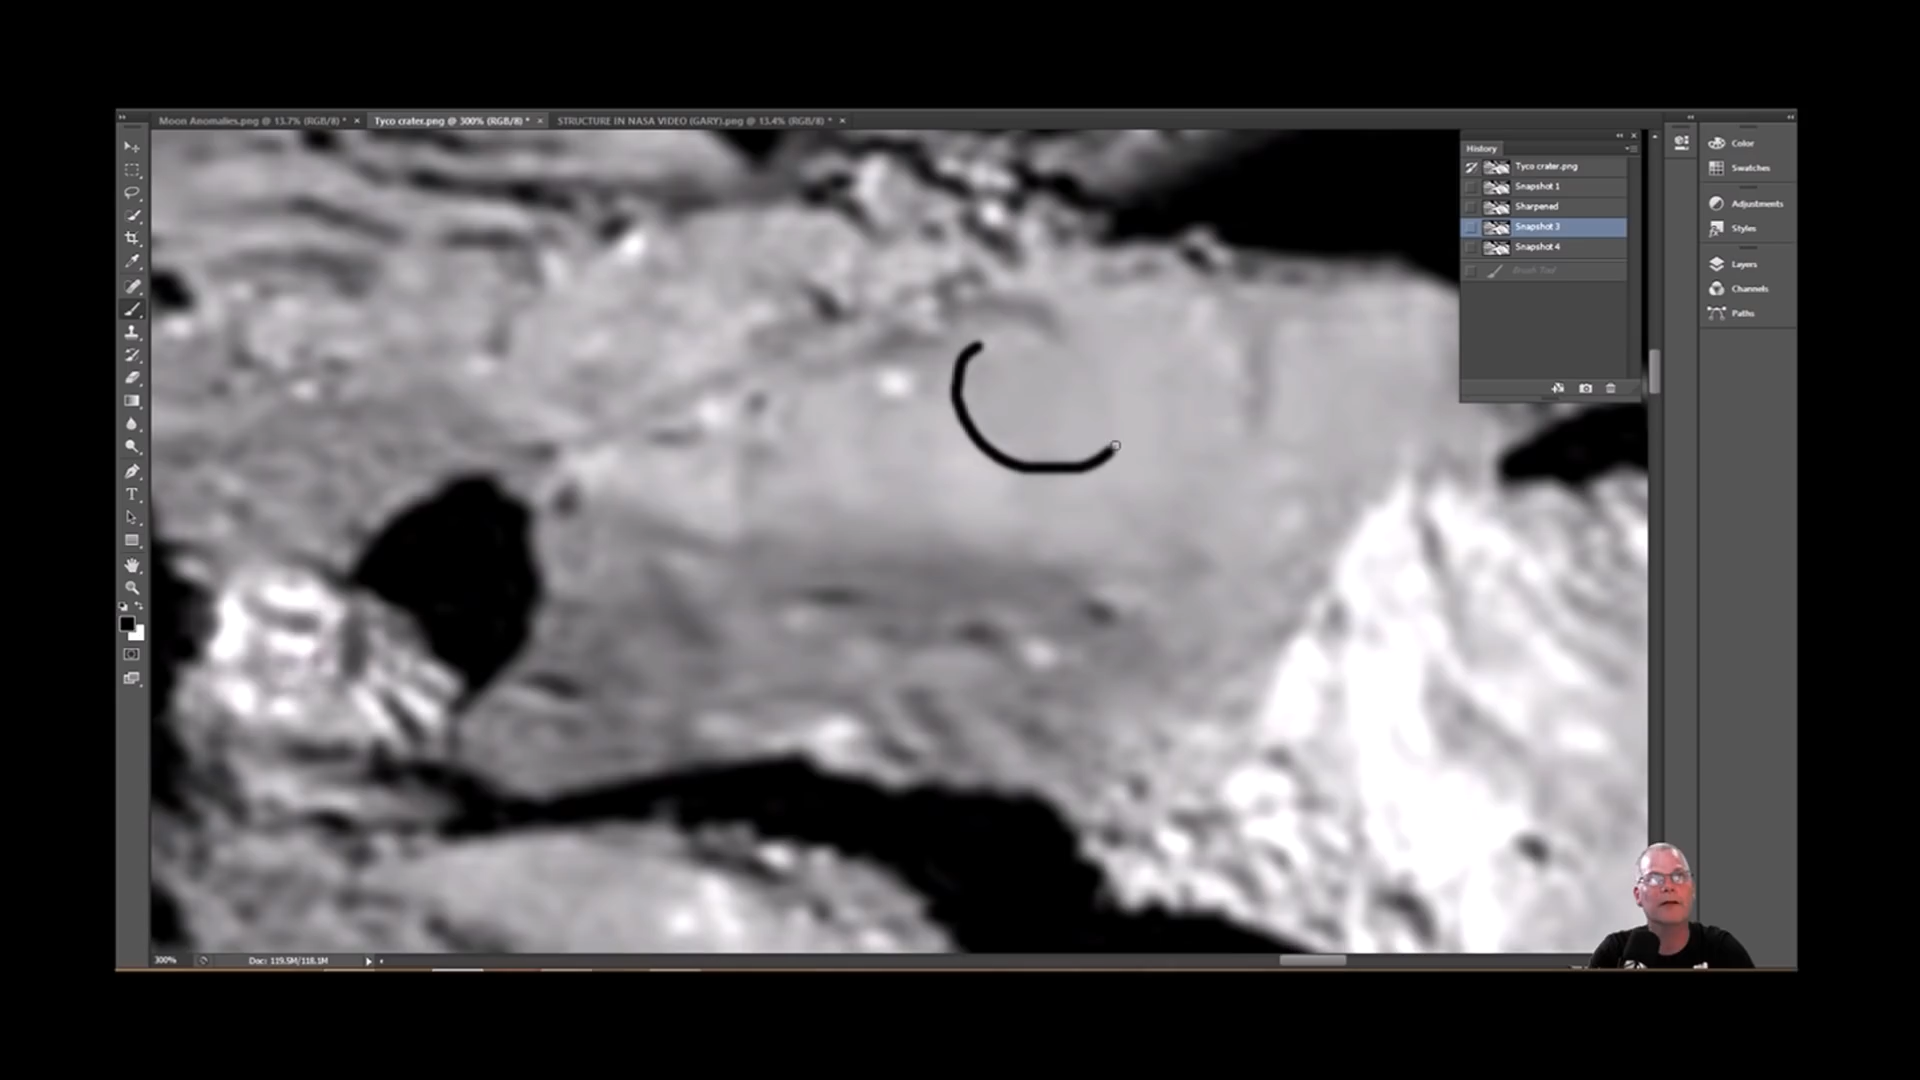 Moon Anomalies.png @ 13.7% (RGB/8) *
Tyco crater.png @ 300% (RGB/8) *
STRUCTURE IN NASA VIDEO (GARY).png @ 13.4% (RGB/8) *
History
Tyco crater.png
Snapshot 1
Sharpened
Snapshot 3
Snapshot 4
Brush Tool
Color
Swatches
Adjustments
Styles
Layers
Channels
Paths
T
300%
Doc: 119.5M/118.1M